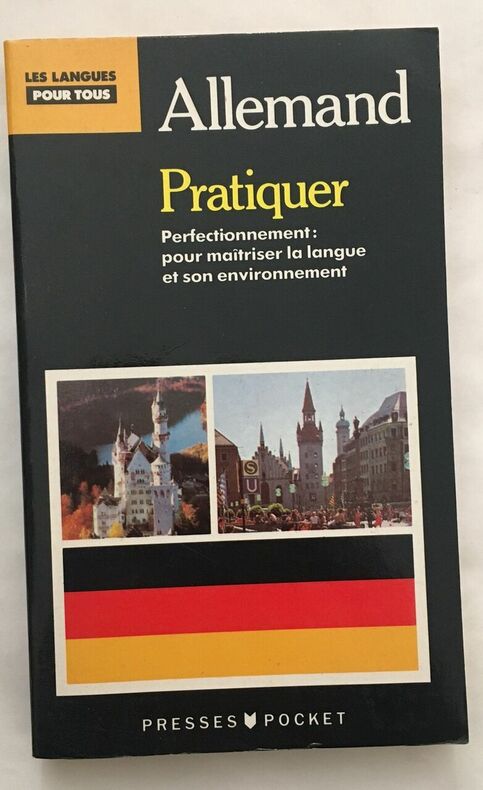 LES LANGUES
POUR TOUS
Allemand
Pratiquer
Perfectionnement :
pour maîtriser la langue
et son environnement
S
U
PRESSES POCKET